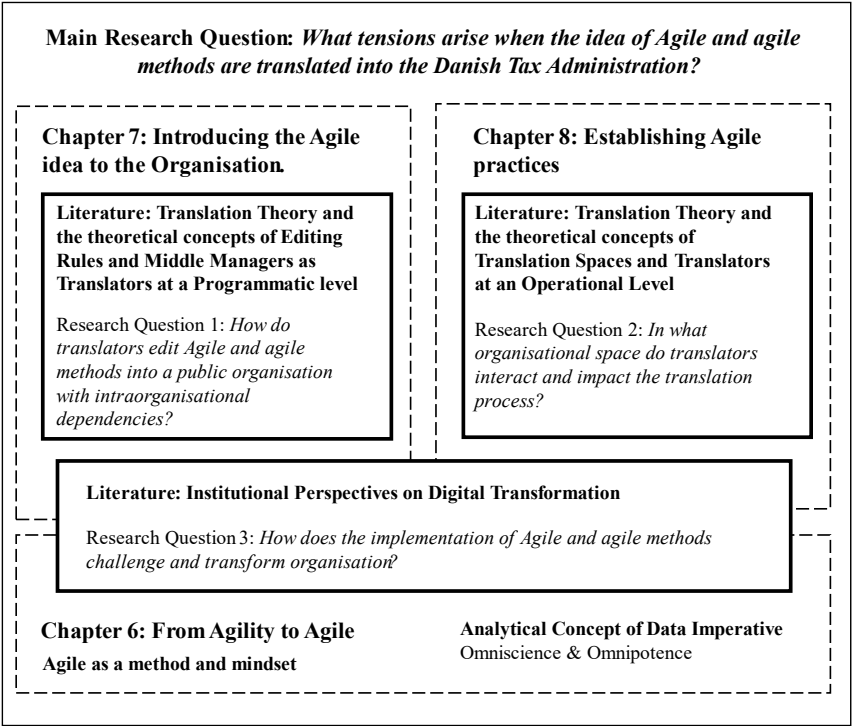 Main Research Question: What tensions arise when the idea of Agile and agile
methods are translated into the Danish Tax Administration?
Chapter 7: Introducing the Agile
idea to the Organisation.
Literature: Translation Theory and
the theoretical concepts of Editing
Rules and Middle Managers as
Translators at a Programmatic level
Research Question 1: How do
translators edit Agile and agile
methods into a public organisation
with intraorganisational
dependencies?
Chapter 8: Establishing Agile
practices
Literature: Translation Theory and
the theoretical concepts of
Translation Spaces and Translators
at an Operational Level
Research Question 2: In what
organisational space do translators
interact and impact the translation
process?
Literature: Institutional Perspectives on Digital Transformation
Research Question 3: How does the implementation of Agile and agile methods
challenge and transform organisation?
Chapter 6: From Agility to Agile
Agile as a method and mindset
Analytical Concept of Data Imperative
Omniscience & Omnipotence